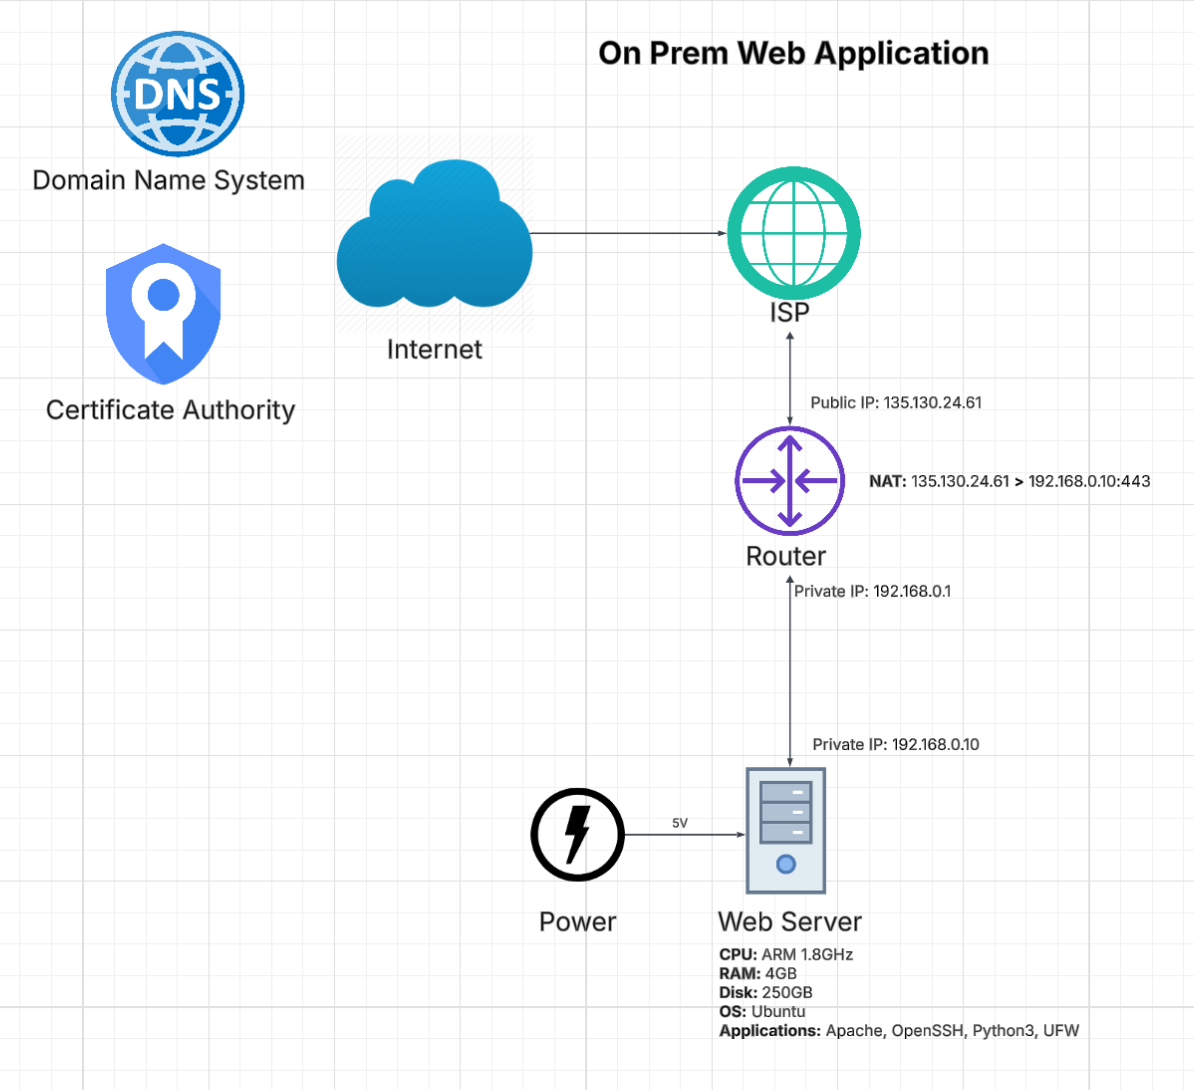 On Prem Web Application
DNS
Domain Name System
Certificate Authority
Internet
ISP
Public IP: 135.130.24.61
NAT: 135.130.24.61 > 192.168.0.10:443
Router
Private IP: 192.168.0.1
Private IP: 192.168.0.10
5V
Power
Web Server
CPU: ARM 1.8GHz
RAM: 4GB
Disk: 250GB
OS: Ubuntu
Applications: Apache, OpenSSH, Python3, UFW